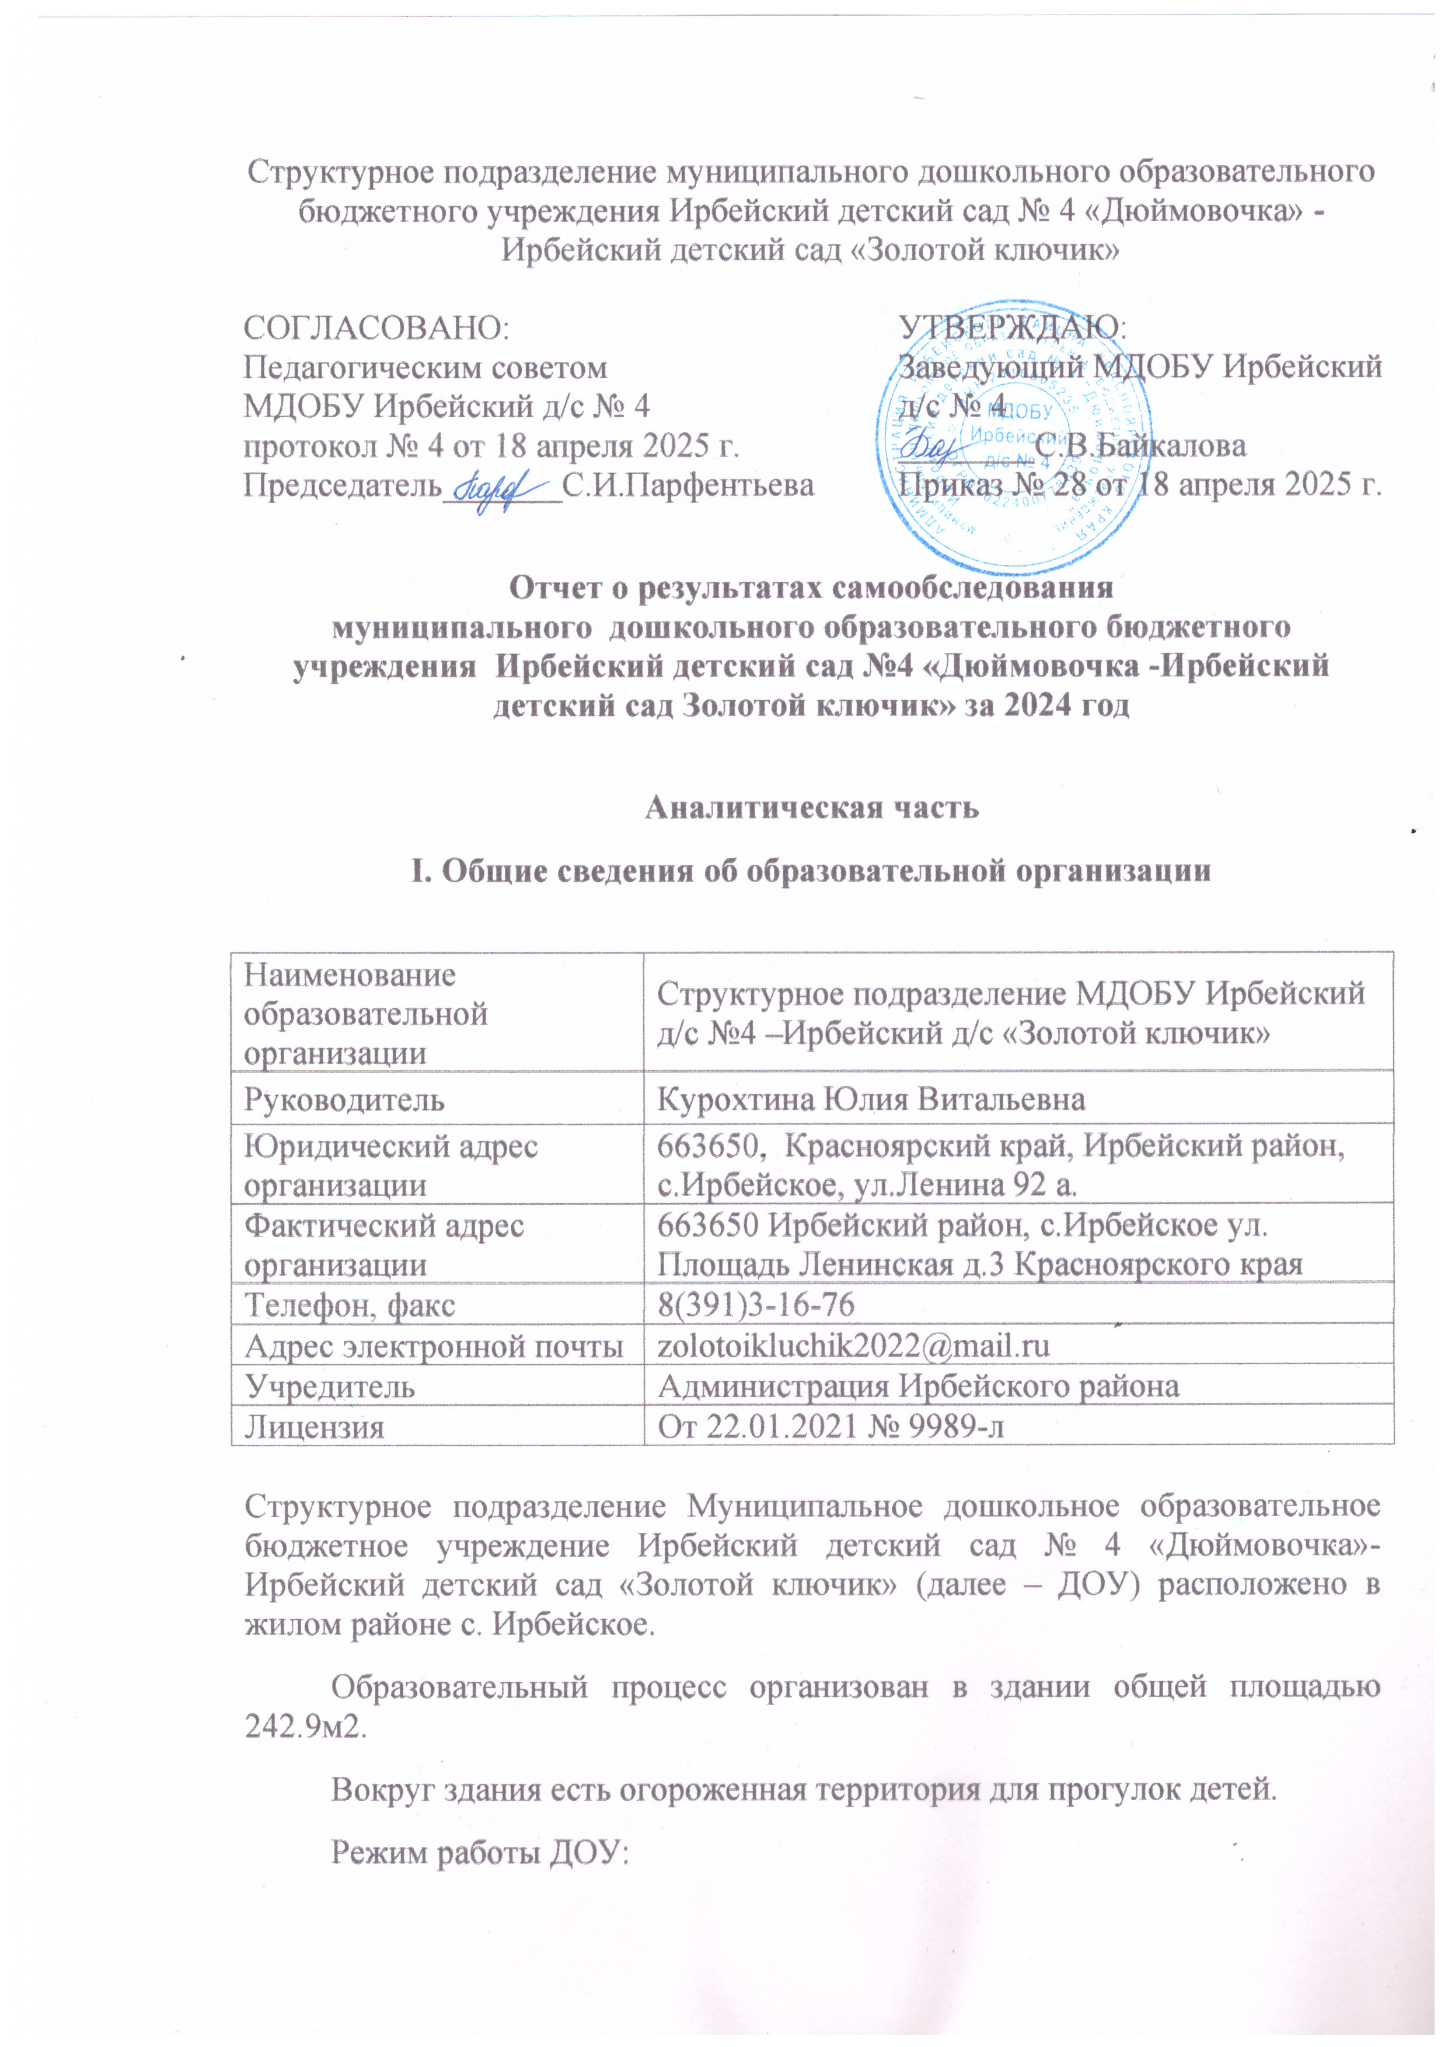 Структурное подразделение муниципального дошкольного образовательного
бюджетного учреждения Ирбейский детский сад № 4 «Дюймовочка» -
Ирбейский детский сад «Золотой ключик»
СОГЛАСОВАНО:
Педагогическим советом
МДОБУ Ирбейский д/с № 4
протокол № 4 от 18 апреля 2025 г.
Председатель_______С.И.Парфентьева
УТВЕРЖДАЮ:
Заведующий МДОБУ Ирбейский
д/с № 4
________С.В.Байкалова
Приказ № 28 от 18 апреля 2025 г.
МДОБУ
Ирбейский
д/с № 4
Отчет о результатах самообследования
муниципального дошкольного образовательного бюджетного
учреждения Ирбейский детский сад №4 «Дюймовочка -Ирбейский
детский сад Золотой ключик» за 2024 год
Аналитическая часть
I. Общие сведения об образовательной организации
Наименование
образовательной
организации
Структурное подразделение МДОБУ Ирбейский
д/с №4 –Ирбейский д/с «Золотой ключик»
Руководитель
Курохтина Юлия Витальевна
Юридический адрес
организации
663650, Красноярский край, Ирбейский район,
с.Ирбейское, ул.Ленина 92 а.
Фактический адрес
организации
663650 Ирбейский район, с.Ирбейское ул.
Площадь Ленинская д.3 Красноярского края
Телефон, факс
8(391)3-16-76
Адрес электронной почты
zolotoikluchik2022@mail.ru
Учредитель
Администрация Ирбейского района
Лицензия
От 22.01.2021 № 9989-л
Структурное подразделение Муниципальное дошкольное образовательное
бюджетное учреждение Ирбейский детский сад № 4 «Дюймовочка»-
Ирбейский детский сад «Золотой ключик» (далее – ДОУ) расположено в
жилом районе с. Ирбейское.
Образовательный процесс организован в здании общей площадью
242.9м2.
Вокруг здания есть огороженная территория для прогулок детей.
Режим работы ДОУ: